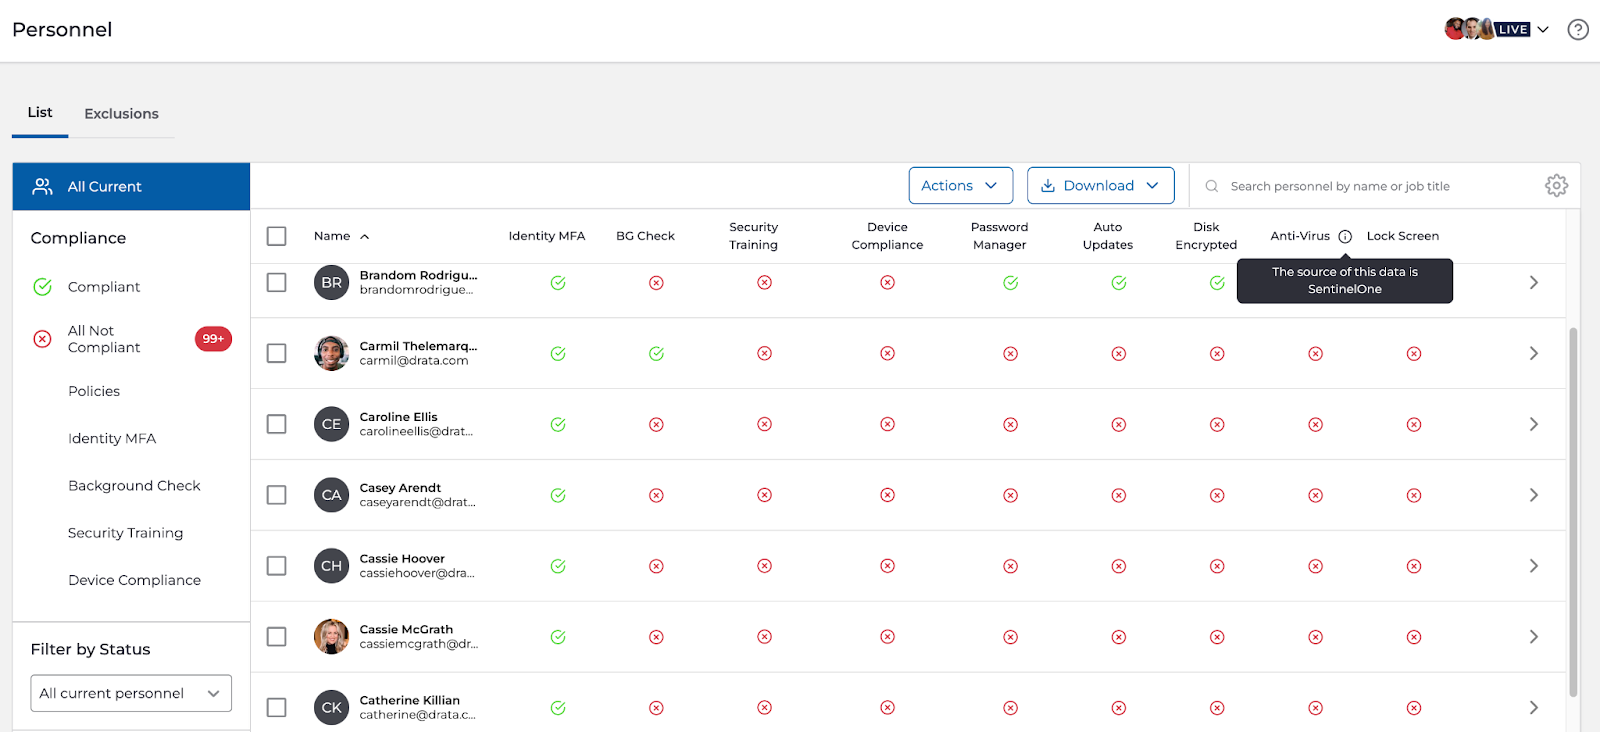 Personnel
LIVE
List
Exclusions
All Current
Actions
Download
Search personnel by name or job title
Compliance
Compliant
All Not
Compliant
99+
Policies
Identity MFA
Background Check
Security Training
Device Compliance
Filter by Status
All current personnel
Name
Identity MFA
BG Check
Security
Training
Device
Compliance
Password
Manager
Auto
Updates
Disk
Encrypted
Anti-Virus
Lock Screen
The source of this data is
SentinelOne
BR
Brandom Rodrigu...
brandomrodrigue...
Carmil Thelemarq...
carmil@drata.com
CE
Caroline Ellis
carolineellis@drat...
CA
Casey Arendt
caseyarendt@drat...
CH
Cassie Hoover
cassiehoover@dra...
Cassie McGrath
cassiemcgrath@dr...
CK
Catherine Killian
catherine@drata.c...